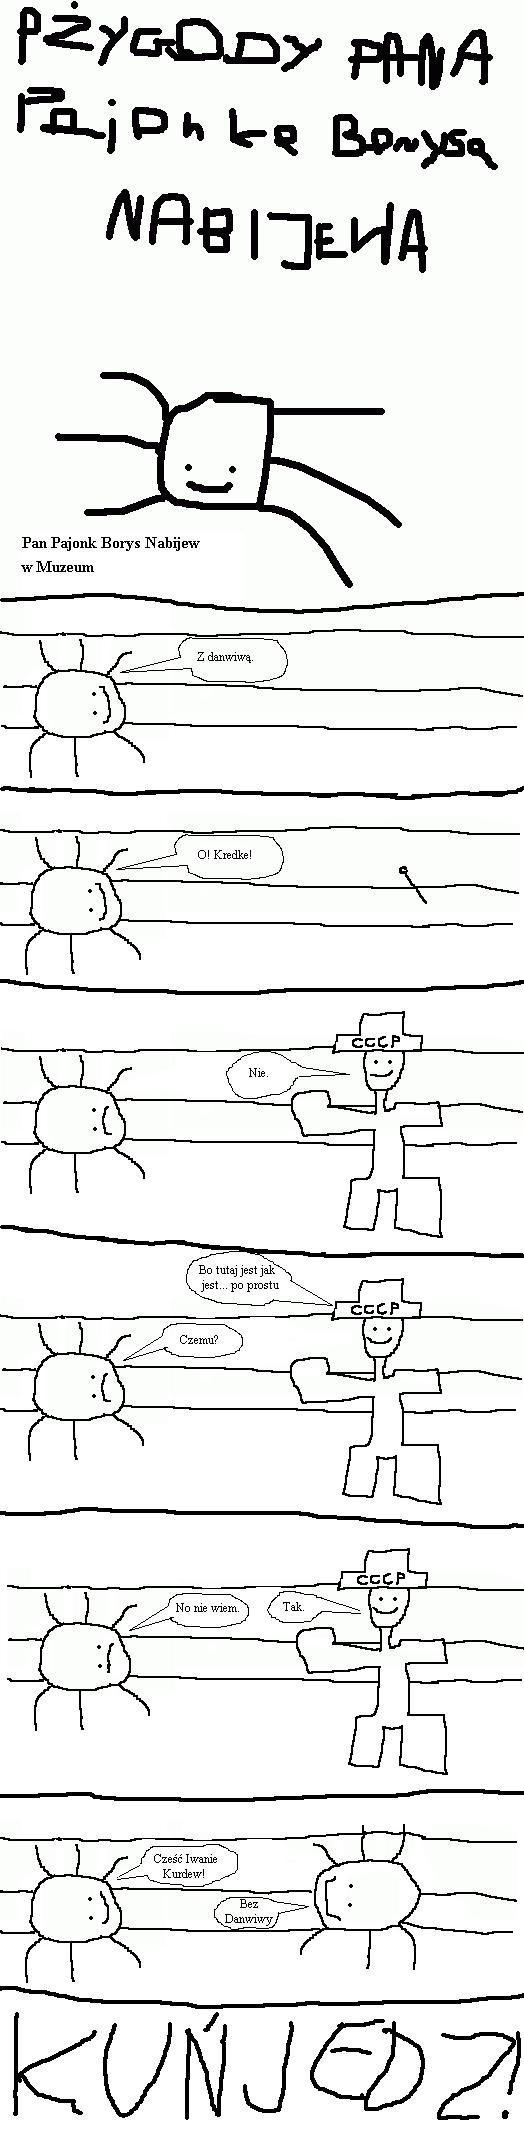 PŻYGODY PANA
Pajonka Borysa
NABIJEWA
Pan Pajonk Borys Nabijew
w Muzeum
Z danwiwą.
O! Kredke!
CCCP
Nie.
Bo tutaj jest jak
jest... po prostu
CCCP
Czemu?
CCCP
No nie wiem.
Tak.
Cześć Iwanie
Kurdew!
Bez
Danwiwy
KUŃJEDZ!